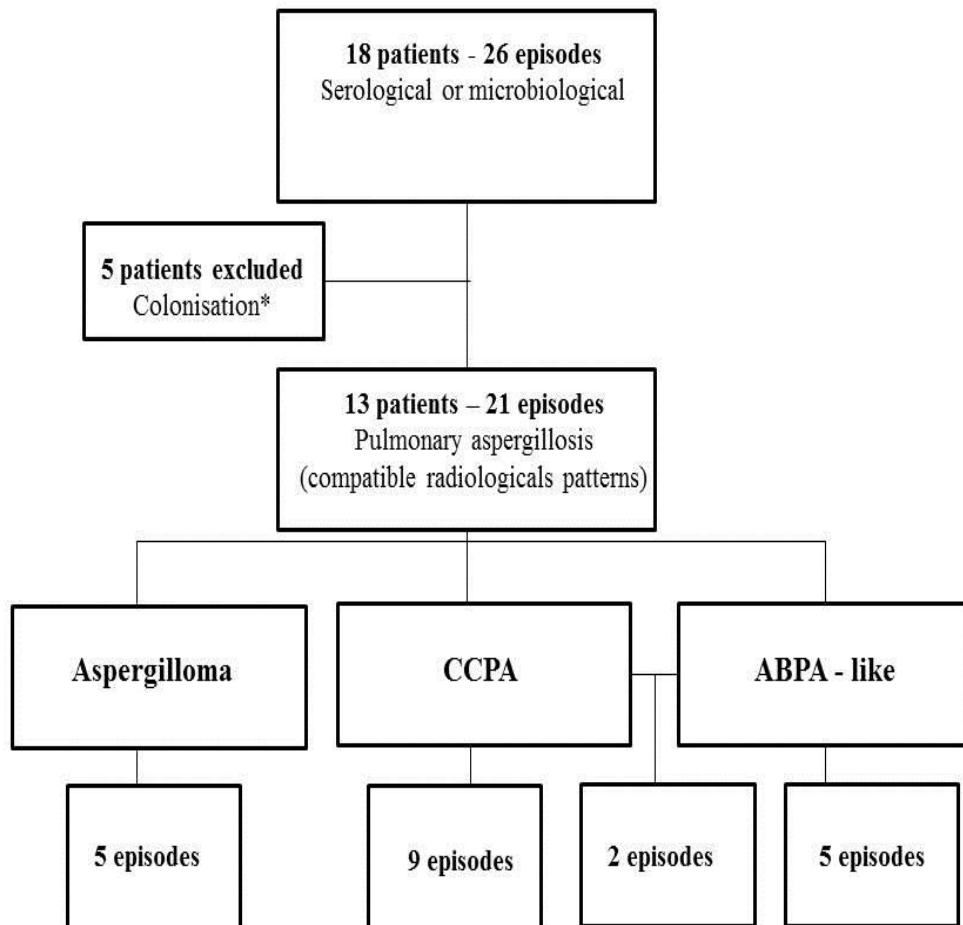 18 patients - 26 episodes
Serological or microbiological
5 patients excluded
Colonisation*
13 patients – 21 episodes
Pulmonary aspergillosis
(compatible radiologicals patterns)
Aspergilloma
CCPA
ABPA - like
5 episodes
9 episodes
2 episodes
5 episodes